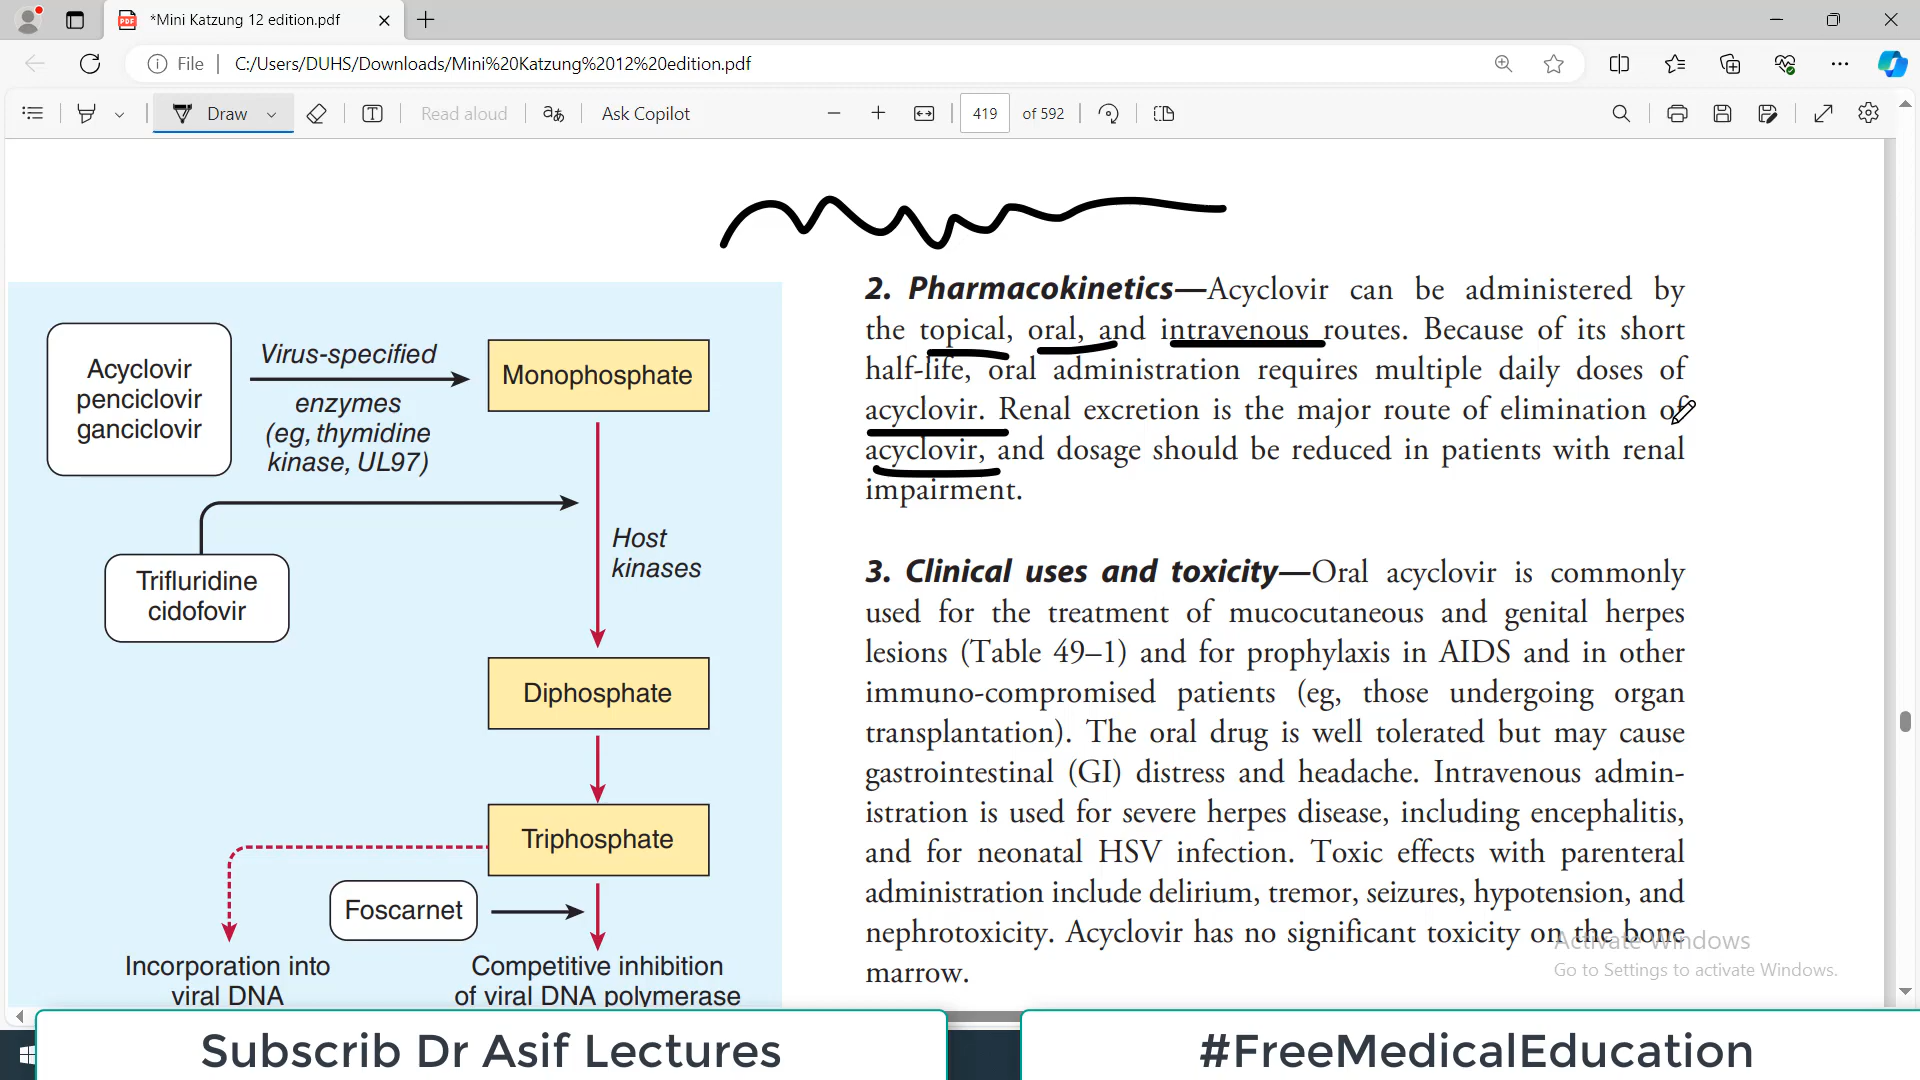 *Mini Katzung 12 edition.pdf
File
C:/Users/DUHS/Downloads/Mini%20Katzung%2012%20edition.pdf
Draw
Read aloud
aあ
Ask Copilot
419 of 592
Acyclovir
penciclovir
ganciclovir
Virus-specified
enzymes
(eg, thymidine
kinase, UL97)
Monophosphate
Host
kinases
Trifluridine
cidofovir
Diphosphate
Triphosphate
Foscarnet
Incorporation into
viral DNA
Competitive inhibition
of viral DNA polymerase
2. Pharmacokinetics—Acyclovir can be administered by
the topical, oral, and intravenous routes. Because of its short
half-life, oral administration requires multiple daily doses of
acyclovir. Renal excretion is the major route of elimination of
acyclovir, and dosage should be reduced in patients with renal
impairment.
3. Clinical uses and toxicity—Oral acyclovir is commonly
used for the treatment of mucocutaneous and genital herpes
lesions (Table 49–1) and for prophylaxis in AIDS and in other
immuno-compromised patients (eg, those undergoing organ
transplantation). The oral drug is well tolerated but may cause
gastrointestinal (GI) distress and headache. Intravenous admin-
istration is used for severe herpes disease, including encephalitis,
and for neonatal HSV infection. Toxic effects with parenteral
administration include delirium, tremor, seizures, hypotension, and
nephrotoxicity. Acyclovir has no significant toxicity on the bone
marrow.
Activate Windows
Go to Settings to activate Windows.
Subscrib Dr Asif Lectures
#FreeMedicalEducation